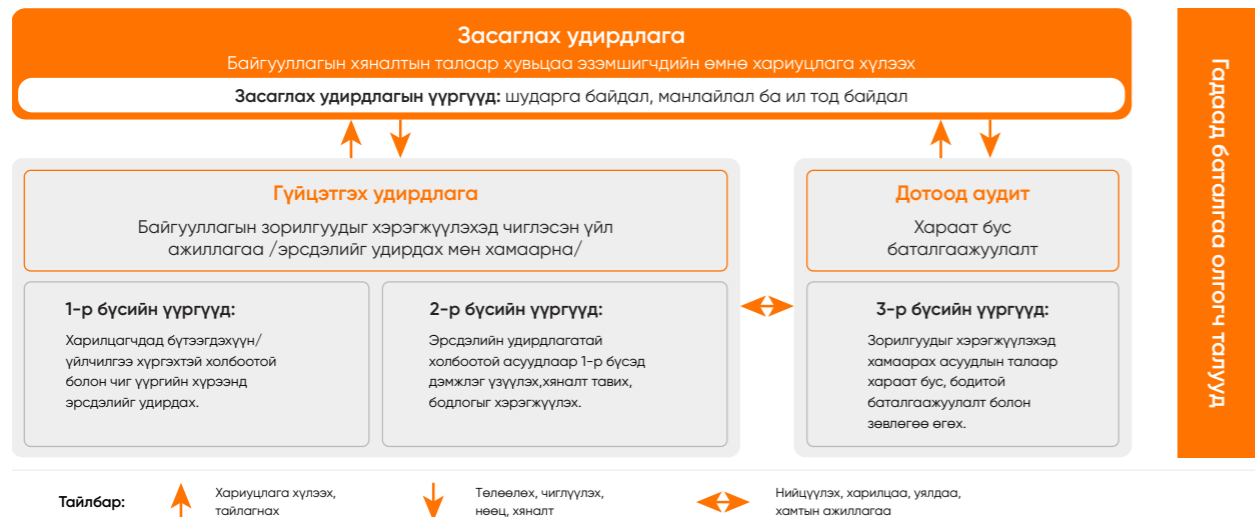 Засаглах удирдлага
Байгууллагын хяналтын талаар хувьцаа эзэмшигчдийн өмнө хариуцлага хүлээх
Засаглах удирдлагын үүргүүд: шударга байдал, манлайлал ба ил тод байдал
Гүйцэтгэх удирдлага
Байгууллагын зорилгуудыг хэрэгжүүлэхэд чиглэсэн үйл
ажиллагаа /эрсдэлийг удирдах мөн хамаарна/
1-р бүсийн үүргүүд:
Харилцагчдад бүтээгдэхүүн/
үйлчилгээ хүргэхтэй холбоотой
болон чиг үүргийн хүрээнд
эрсдэлийг удирдах.
2-р бүсийн үүргүүд:
Эрсдэлийн удирдлагатай
холбоотой асуудлаар 1-р бүсэд
дэмжлэг үзүүлэх,хяналт тавих,
бодлогыг хэрэгжүүлэх.
Дотоод аудит
Хараат бус
баталгаажуулалт
3-р бүсийн үүргүүд:
Зорилгуудыг хэрэгжүүлэхэд
хамаарах асуудлын талаар
хараат бус, бодитой
баталгаажуулалт болон
зөвлөгөө өгөх.
Гадаад баталгаа олгогч талууд
Тайлбар:
Хариуцлага хүлээх,
тайлагнах
Төлөөлөх, чиглүүлэх,
нөөц, хяналт
Нийцүүлэх, харилцаа, уялдаа,
хамтын ажиллагаа